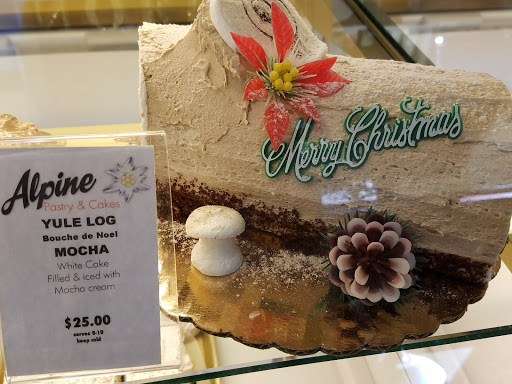 Alpine
Pastry & Cakes
YULE LOG
Bouche de Noel
MOCHA
White Cake
Filled & iced with
Mocha cream
$25.00
serves 8-10
keep cold
Merry Christmas